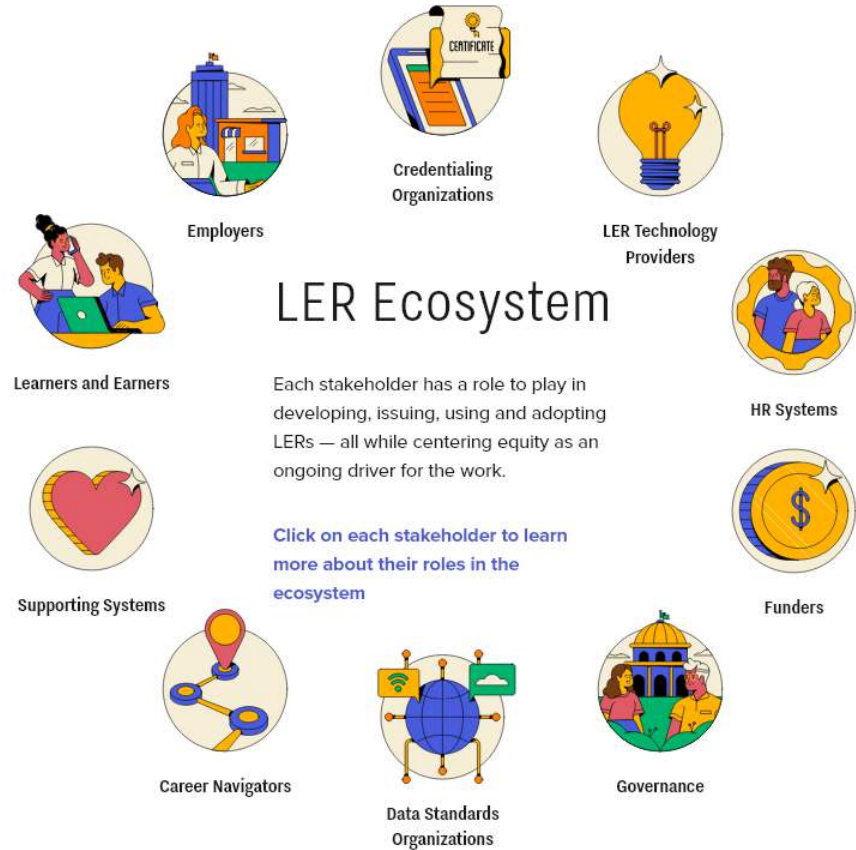 CERTIFICATE
Credentialing
Organizations
Employers
LER Technology
Providers
LER Ecosystem
Learners and Earners
Each stakeholder has a role to play in
developing, issuing, using and adopting
LERs — all while centering equity as an
ongoing driver for the work.
HR Systems
Click on each stakeholder to learn
more about their roles in the
ecosystem
$
Supporting Systems
Funders
Career Navigators
Data Standards
Organizations
Governance